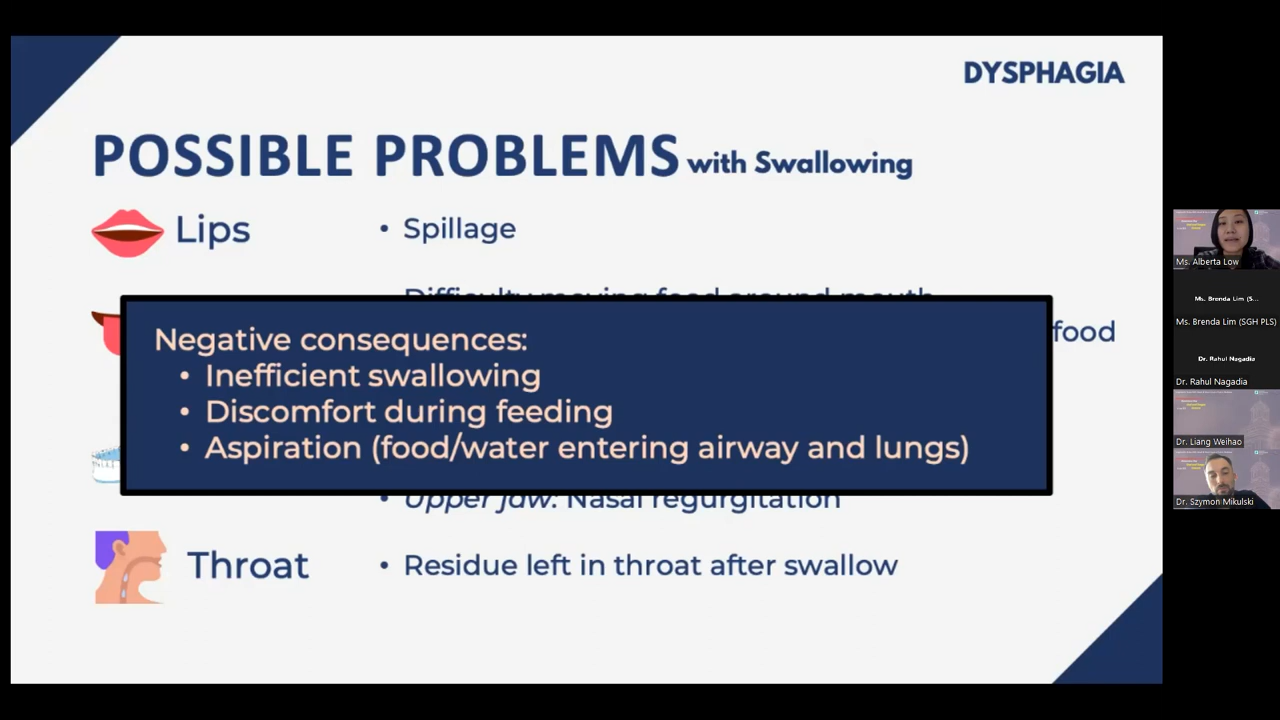 DYSPHAGIA
POSSIBLE PROBLEMS with Swallowing
Lips
• Spillage
Difficulty moving food around mouth
food
Negative consequences:
• Inefficient swallowing
• Discomfort during feeding
• Aspiration (food/water entering airway and lungs)
• Upper jaw: Nasal regurgitation
Throat
• Residue left in throat after swallow
Ms. Alberta Low
Ms. Brenda Lim (S...
Ms. Brenda Lim (SGH PLS)
Dr. Rahul Nagadia
Dr. Rahul Nagadia
Dr. Liang Weihao
Dr. Szymon Mikulski